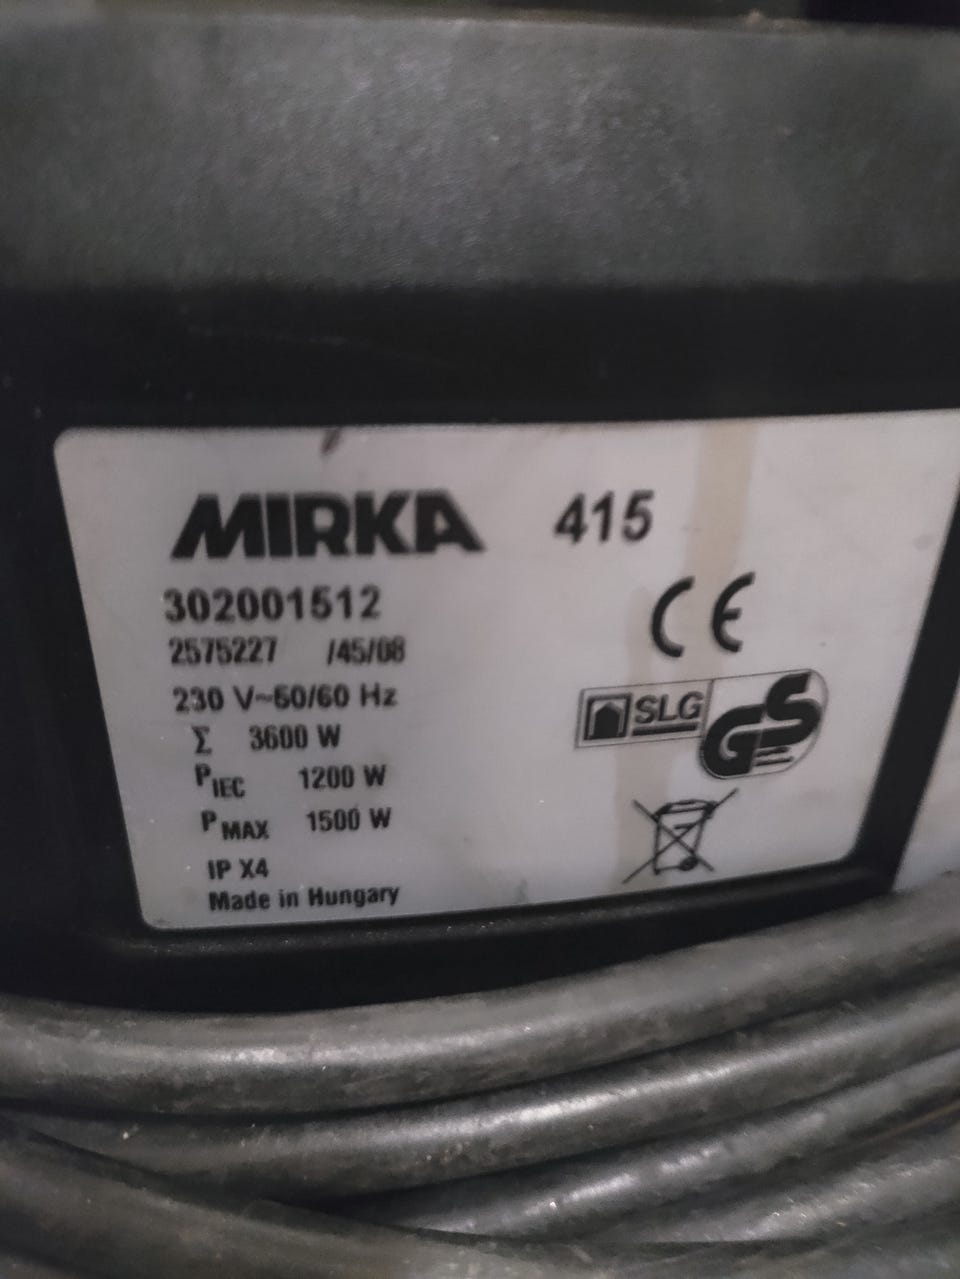 MIRKA 415
302001512
2575227 /45/08
230 V~50/60 Hz
Σ 3600 W
PIEC 1200 W
PMAX 1500 W
IP X4
Made in Hungary
CE
SLG GS